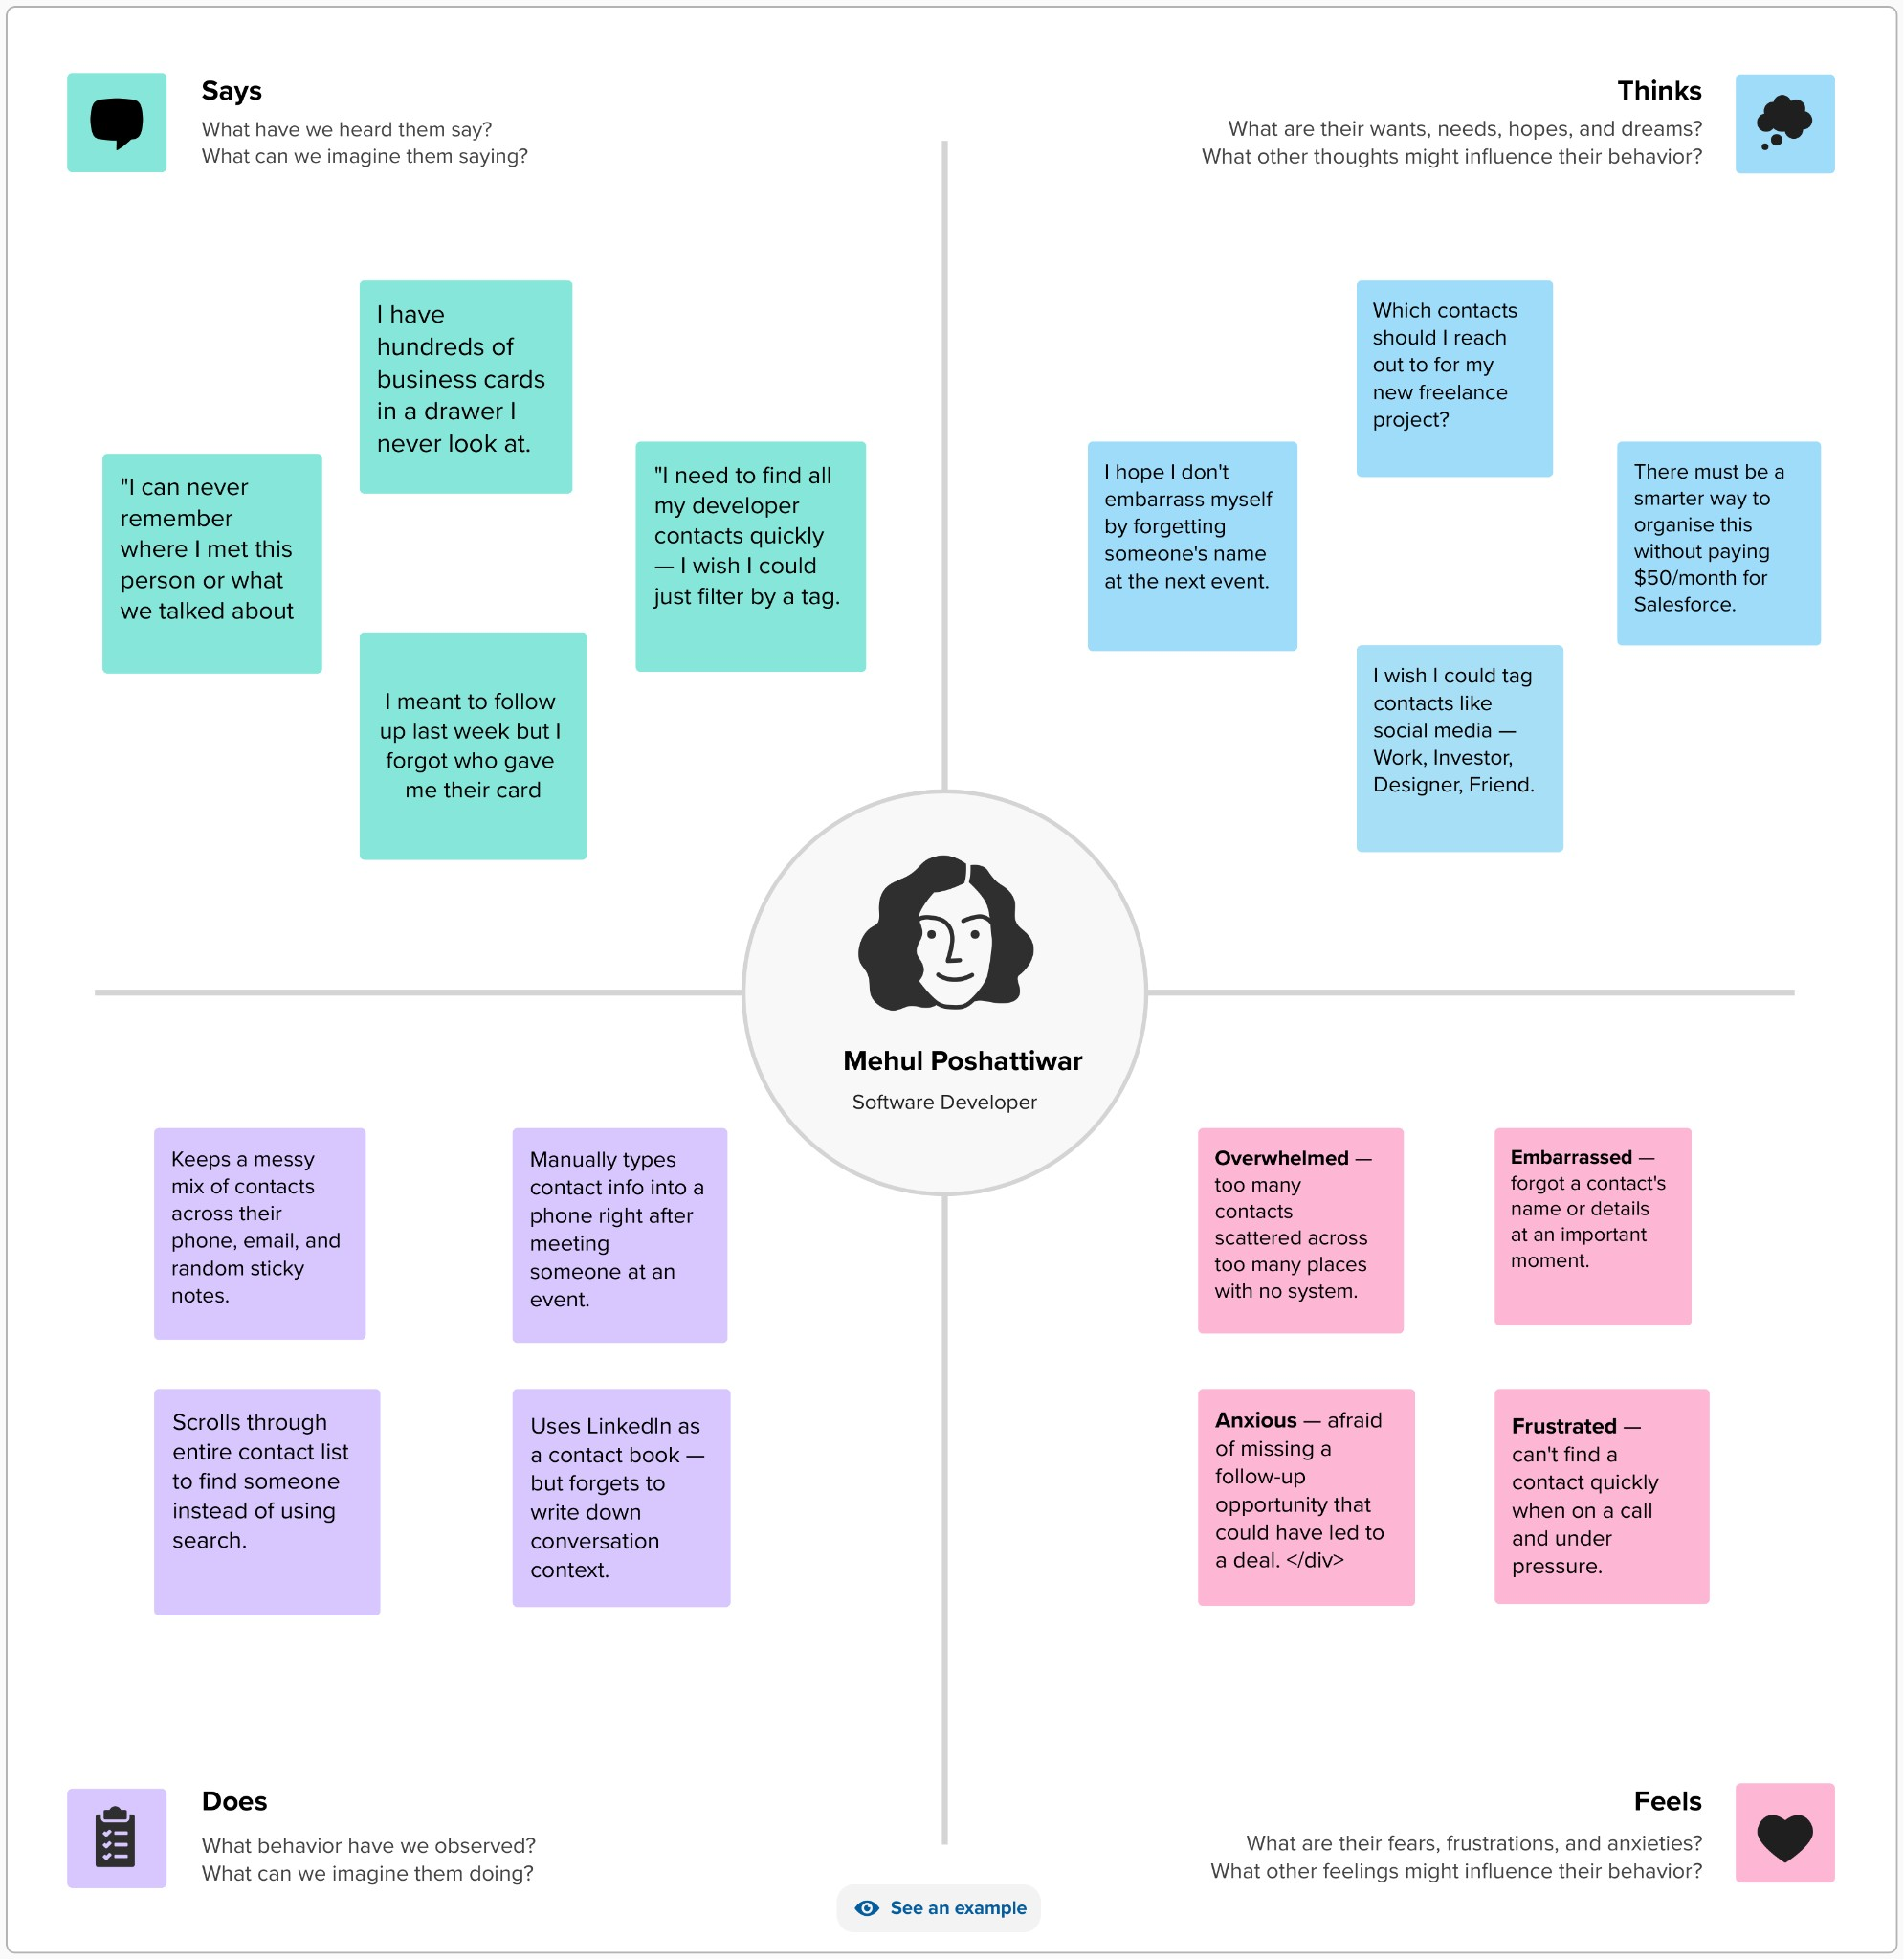 Says
What have we heard them say?
What can we imagine them saying?
Thinks
What are their wants, needs, hopes, and dreams?
What other thoughts might influence their behavior?
I have
hundreds of
business cards
in a drawer I
never look at.
"I can never
remember
where I met this
person or what
we talked about
"I need to find all
my developer
contacts quickly
— I wish I could
just filter by a tag.
I meant to follow
up last week but I
forgot who gave
me their card
Which contacts
should I reach
out to for my
new freelance
project?
I hope I don't
embarrass myself
by forgetting
someone's name
at the next event.
There must be a
smarter way to
organise this
without paying
$50/month for
Salesforce.
I wish I could tag
contacts like
social media —
Work, Investor,
Designer, Friend.
Mehul Poshattiwar
Software Developer
Keeps a messy
mix of contacts
across their
phone, email, and
random sticky
notes.
Manually types
contact info into a
phone right after
meeting
someone at an
event.
Scrolls through
entire contact list
to find someone
instead of using
search.
Uses LinkedIn as
a contact book —
but forgets to
write down
conversation
context.
Overwhelmed —
too many
contacts
scattered across
too many places
with no system.
Embarrassed —
forgot a contact's
name or details
at an important
moment.
Anxious — afraid
of missing a
follow-up
opportunity that
could have led to
a deal. </div>
Frustrated —
can't find a
contact quickly
when on a call
and under
pressure.
Does
What behavior have we observed?
What can we imagine them doing?
Feels
What are their fears, frustrations, and anxieties?
What other feelings might influence their behavior?
See an example